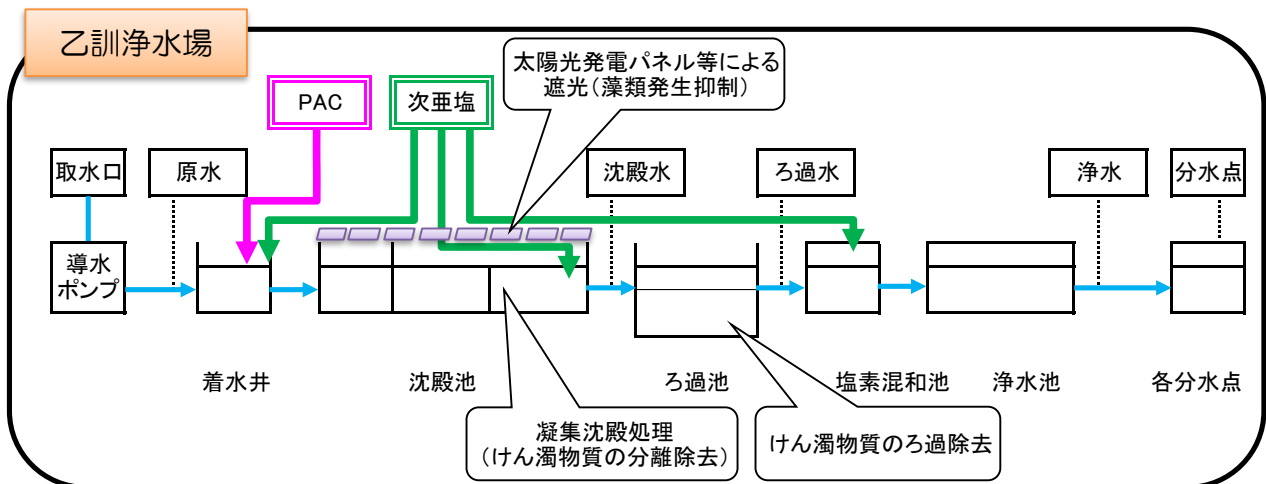 乙訓浄水場
太陽光発電パネル等による
遮光(藻類発生抑制)
PAC
次亜塩
取水口
原水
沈殿水
ろ過水
浄水
分水点
導水
ポンプ
着水井
沈殿池
ろ過池
塩素混和池
浄水池
各分水点
凝集沈殿処理
(けん濁物質の分離除去)
けん濁物質のろ過除去